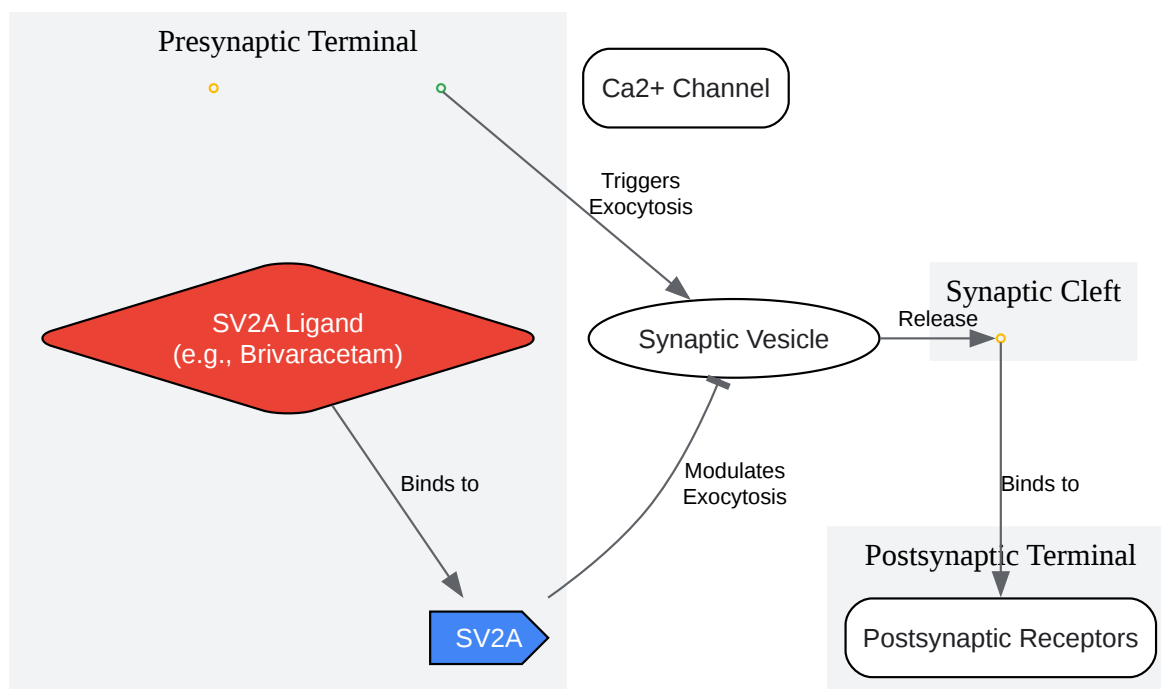 Presynaptic Terminal
Ca2+ Channel
Triggers
Exocytosis
Synaptic Cleft
SV2A Ligand
(e.g., Brivaracetam)
Synaptic Vesicle
Release
Binds to
Modulates
Exocytosis
Binds to
Postsynaptic Terminal
SV2A
Postsynaptic Receptors